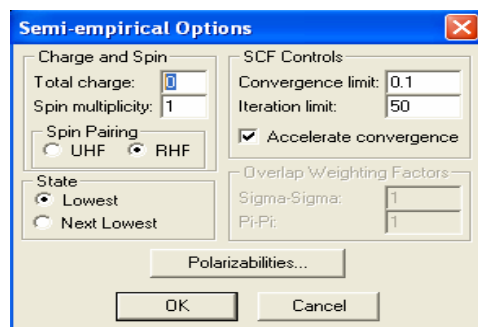 Semi-empirical Options
Charge and Spin
Total charge: 0
Spin multiplicity: 1
Spin Pairing
UHF RHF
State
Lowest
Next Lowest
SCF Controls
Convergence limit: 0.1
Iteration limit: 50
Accelerate convergence
Overlap Weighting Factors
Sigma-Sigma: 1
Pi-Pi: 1
Polarizabilities...
OK Cancel